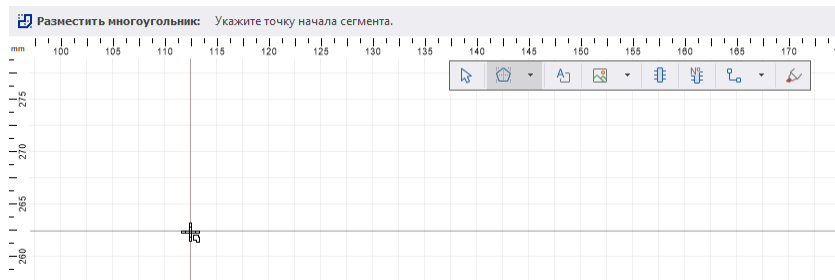 Разместить многоугольник: Укажите точку начала сегмента.
mm 100 105 110 115 120 125 130 135 140 145 150 155 160 165 170
275
270
265
260
A
N